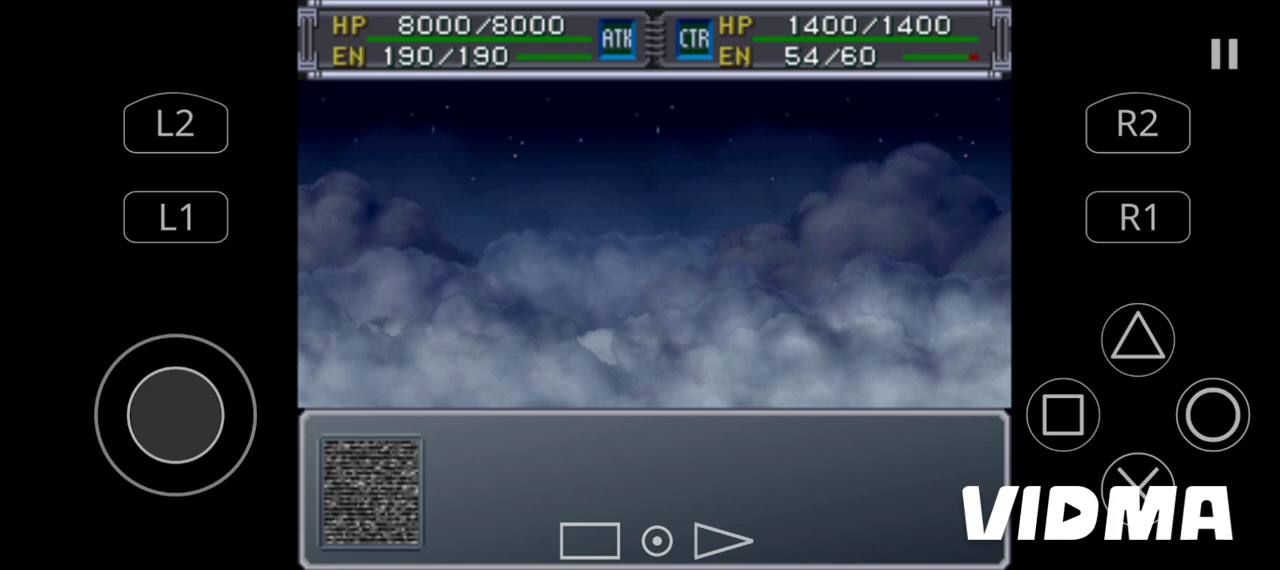 HP 8000/8000 ATK CTR HP 1400/1400
EN 190/190 EN 54/60
L2
R2
L1
R1
VIDMA